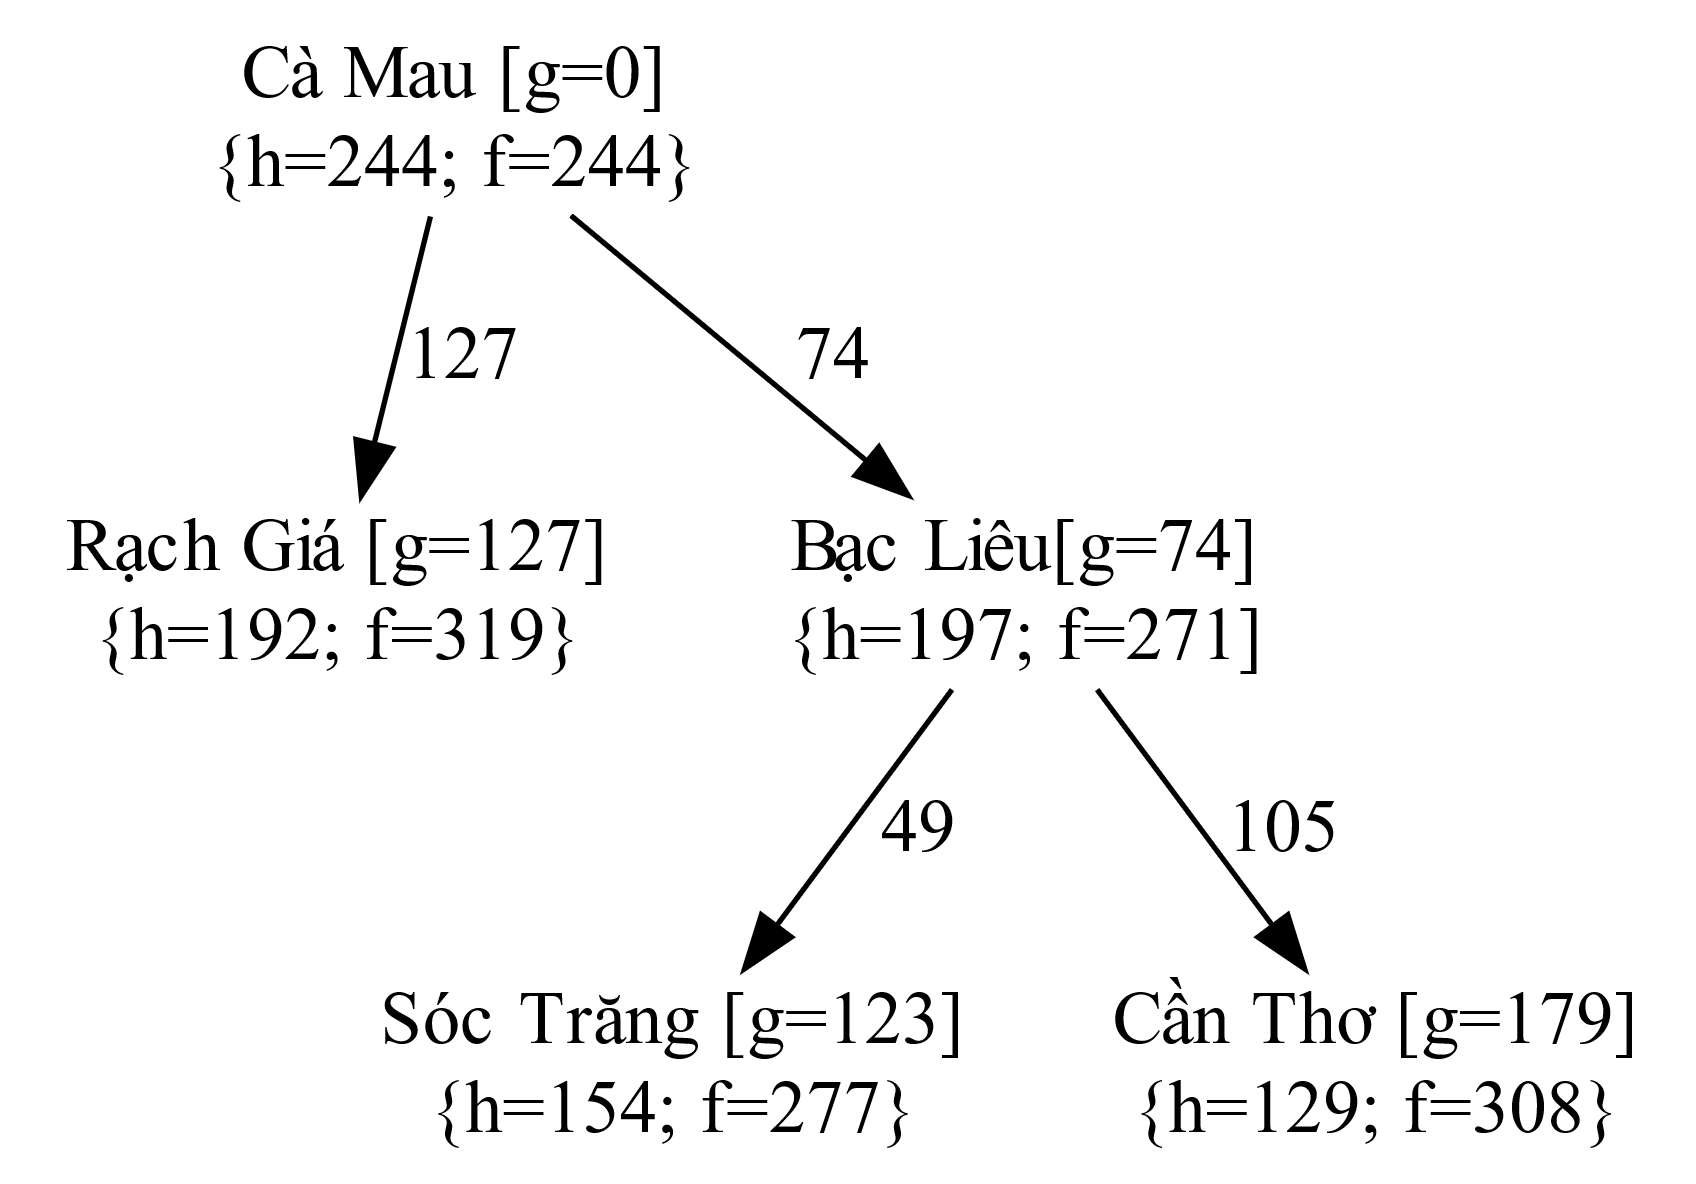 Cà Mau [g=0]
{h=244; f=244}
127
74
Rạch Giá [g=127]
{h=192; f=319}
Bạc Liêu[g=74]
{h=197; f=271]
49
105
Sóc Trăng [g=123]
{h=154; f=277}
Cần Thơ [g=179]
{h=129; f=308}